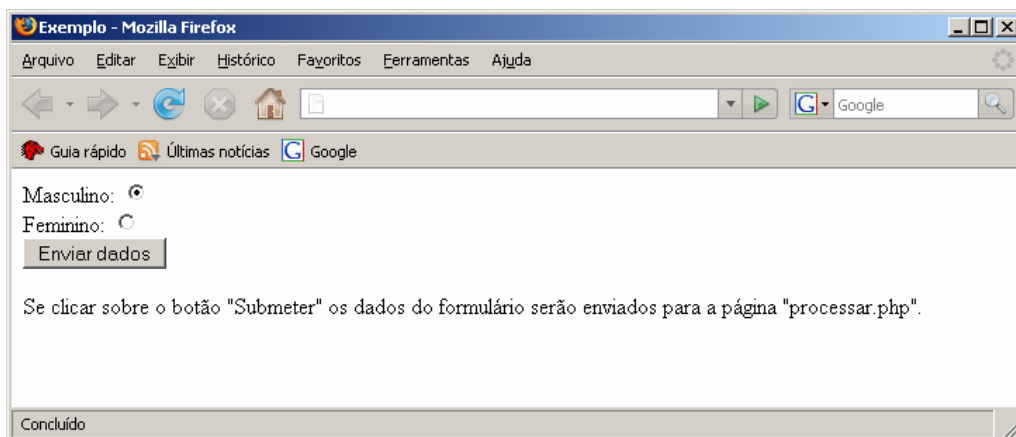 Exemplo - Mozilla Firefox
Arquivo Editar Exibir Histórico Favoritos Ferramentas Ajuda
G Google
Guia rápido Últimas notícias G Google
Masculino:
Feminino:
Enviar dados
Se clicar sobre o botão "Submeter" os dados do formulário serão enviados para a página "processar.php".
Concluído